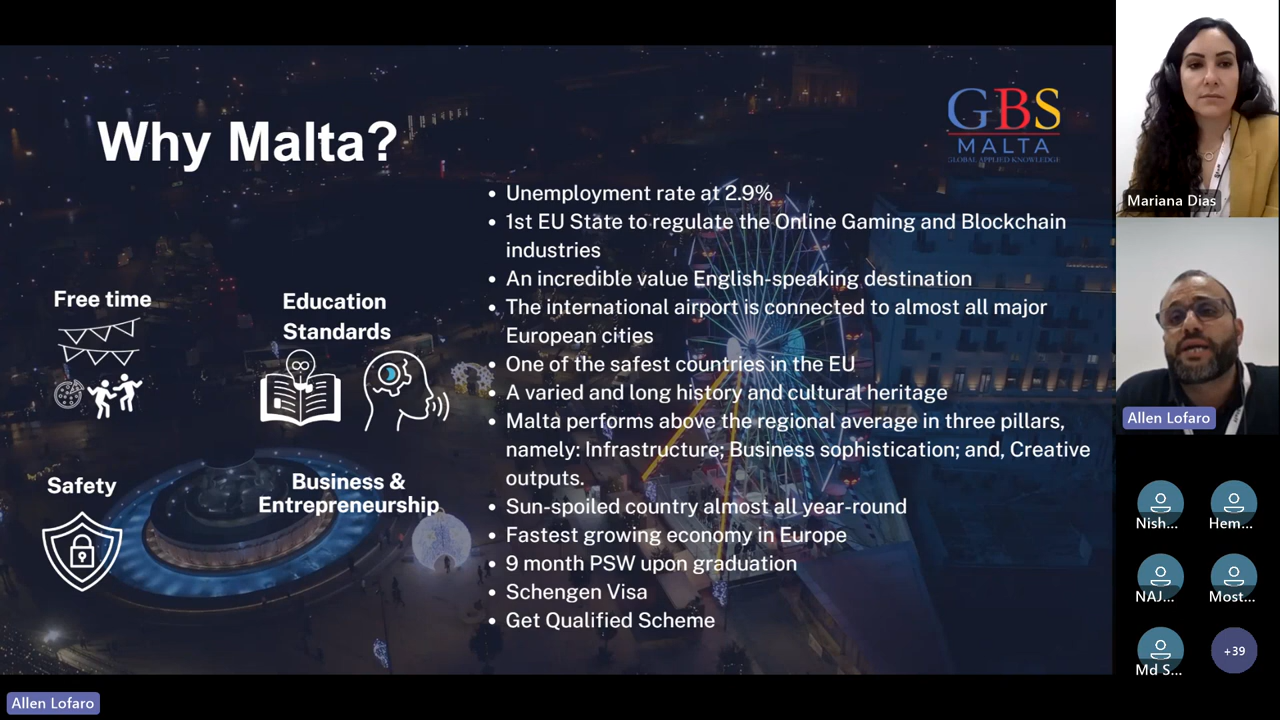 Why Malta?
GBS
MALTA
GLOBAL APPLIED KNOWLEDGE
Free time
Education
Standards
Safety
Business &
Entrepreneurship
• Unemployment rate at 2.9%
• 1st EU State to regulate the Online Gaming and Blockchain
industries
• An incredible value English-speaking destination
• The international airport is connected to almost all major
European cities
• One of the safest countries in the EU
• A varied and long history and cultural heritage
• Malta performs above the regional average in three pillars,
namely: Infrastructure; Business sophistication; and, Creative
outputs.
• Sun-spoiled country almost all year-round
• Fastest growing economy in Europe
• 9 month PSW upon graduation
• Schengen Visa
• Get Qualified Scheme
Mariana Dias
Allen Lofaro
Nish...
Hem...
NAJ...
Most...
Md S...
+39
Allen Lofaro